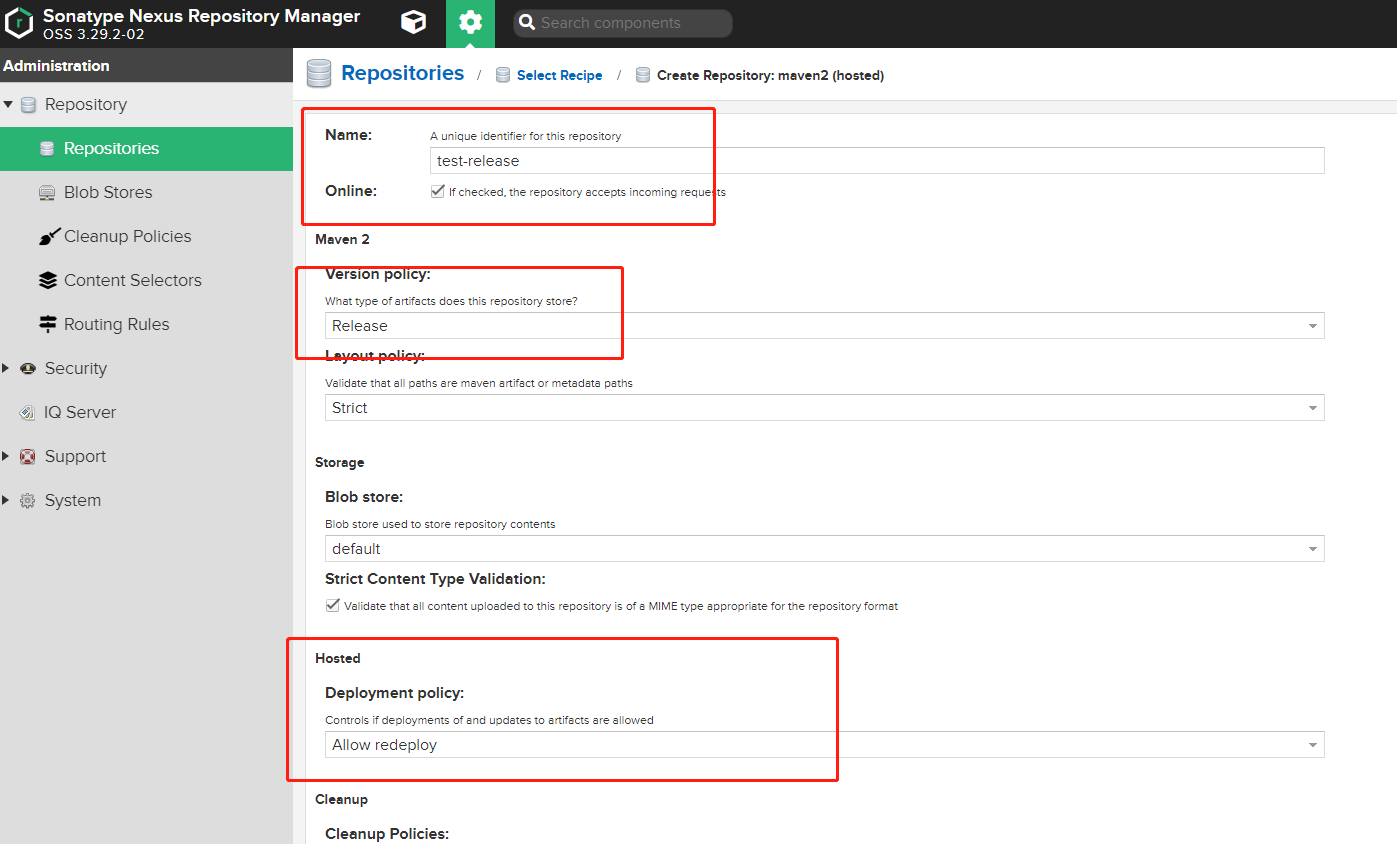 Sonatype Nexus Repository Manager
OSS 3.29.2-02
Search components
Administration
Repository
Repositories
Blob Stores
Cleanup Policies
Content Selectors
Routing Rules
Security
IQ Server
Support
System
Repositories / Select Recipe / Create Repository: maven2 (hosted)
Name: A unique identifier for this repository
test-release
Online: If checked, the repository accepts incoming requests
Maven 2
Version policy:
What type of artifacts does this repository store?
Release
Layout policy:
Validate that all paths are maven artifact or metadata paths
Strict
Storage
Blob store:
Blob store used to store repository contents
default
Strict Content Type Validation:
Validate that all content uploaded to this repository is of a MIME type appropriate for the repository format
Hosted
Deployment policy:
Controls if deployments of and updates to artifacts are allowed
Allow redeploy
Cleanup
Cleanup Policies: